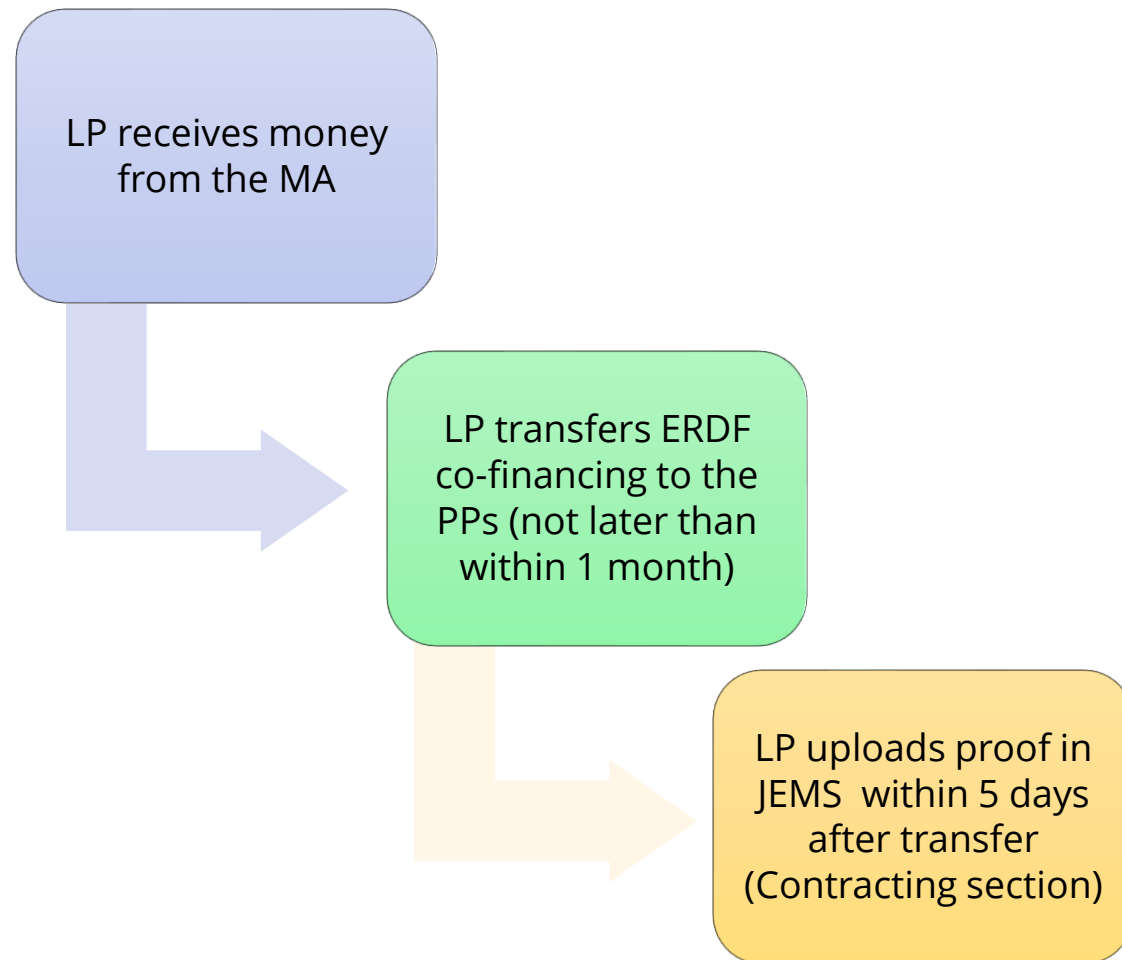 LP receives money
from the MA
LP transfers ERDF
co-financing to the
PPs (not later than
within 1 month)
LP uploads proof in
JEMS  within 5 days
after transfer
(Contracting section)